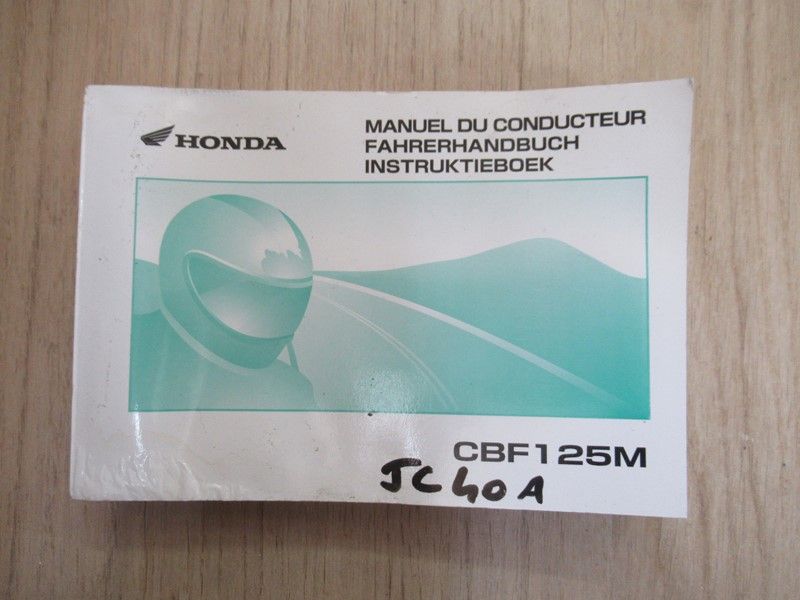 HONDA
MANUEL DU CONDUCTEUR
FAHRERHANDBUCH
INSTRUKTIEBOEK
CBF125M
JC40A